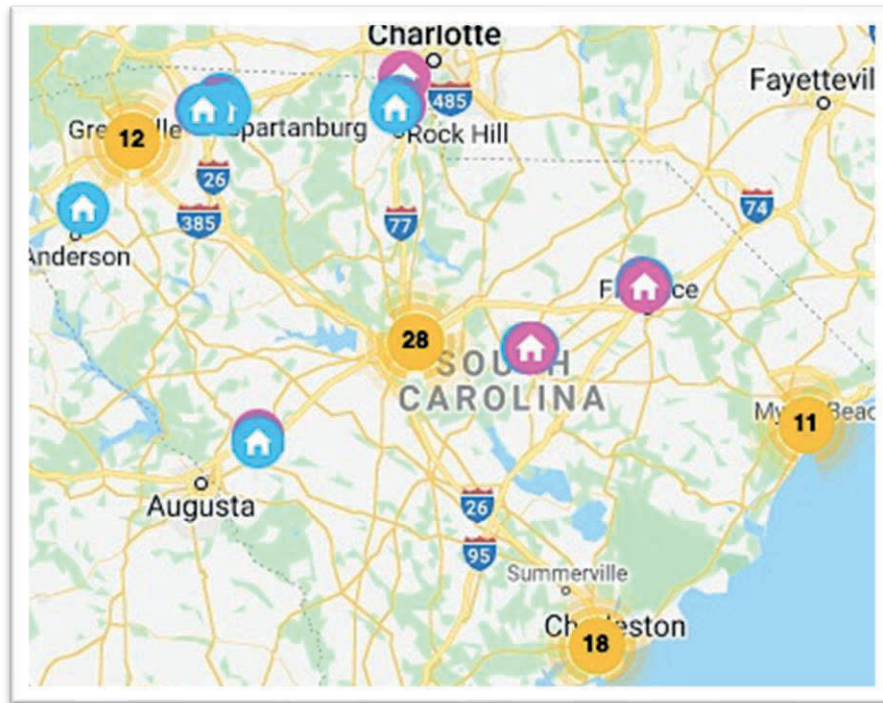 Charlotte
Fayettevil
485
12
Spartanburg
Rock Hill
26
385
77
74
Anderson
28
SOUTH
CAROLINA
11
Augusta
26
95
Summerville
18